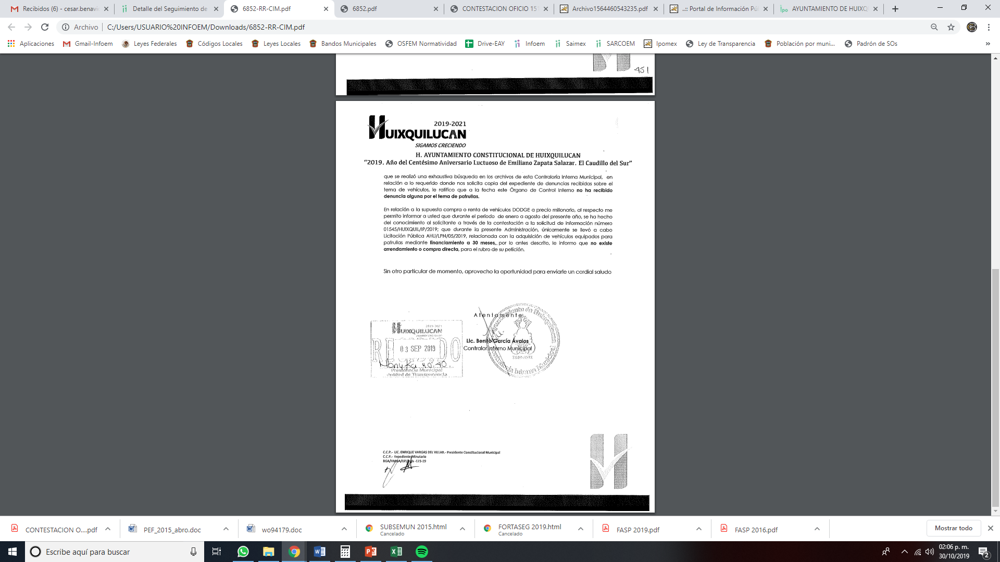 Recibidos (6) - cesar.benavi
Detalle del Seguimiento de
6852-RR-CIM.pdf
6852.pdf
CONTESTACION OFICIO 151
Archivo1564460543235.pdf
..:: Portal de Información Pú
AYUNTAMIENTO DE HUIXQ
Archivo
C:/Users/USUARIO%20INFOEM/Downloads/6852-RR-CIM.pdf
Aplicaciones
Gmail-Infoem
Leyes Federales
Códigos Locales
Leyes Locales
Bandos Municipales
OSFEM Normatividad
Drive-EAY
Infoem
Saimex
SARCOEM
Ipomex
Ley de Transparencia
Población por muni...
Padrón de SOs
»
451
2019-2021
HUIXQUILUCAN
SIGAMOS CRECIENDO
H. AYUNTAMIENTO CONSTITUCIONAL DE HUIXQUILUCAN
“2019. Año del Centésimo Aniversario Luctuoso de Emiliano Zapata Salazar. El Caudillo del Sur”
que se realizó una exhaustiva búsqueda en los archivos de esta Contraloría Interna Municipal, en
relación a lo requerido donde nos solicita copia del expediente de denuncias recibidas sobre el
tema de vehículos, le ratifico que a la fecha este Órgano de Control Interno no ha recibido
denuncia alguna por el tema de patrullas.
En relación a la supuesta compra o renta de vehículos DODGE a precio millonario, al respecto me
permito informar a usted que durante el periodo de enero a agosto del presente año, se ha hecho
del conocimiento al solicitante a través de la contestación a la solicitud de información número
01545/HUIXQUIL/IP/2019; que durante la presente Administración, únicamente se llevó a cabo
Licitación Pública AHU/LPN/05/2019, relacionada con la adquisición de vehículos equipados para
patrullas mediante financiamiento a 30 meses, por lo antes descrito, le informo que no existe
arrendamiento o compra directa, para el rubro de su petición.
Sin otro particular de momento, aprovecho la oportunidad para enviarle un cordial saludo
Atentamente
Lic. Benito García Avalos
Contralor Interno Municipal
2019-2021
HUIXQUILUCAN
03 SEP 2019
Presidencia Municipal
Unidad de Transparencia
Ayuntamiento de Huixquilucan
Contraloría Interna Municipal
2019-2021
C.C.P.- LIC. ENRIQUE VARGAS DEL VILLAR.- Presidente Constitucional Municipal
C.C.P.- Expediente Minutario
-173-19
CONTESTACION O....pdf
PEF_2015_abro.doc
wo94179.doc
SUBSEMUN 2015.html
Cancelado
FORTASEG 2019.html
Cancelado
FASP 2019.pdf
FASP 2016.pdf
Mostrar todo
Escribe aquí para buscar
02:06 p. m.
30/10/2019
2